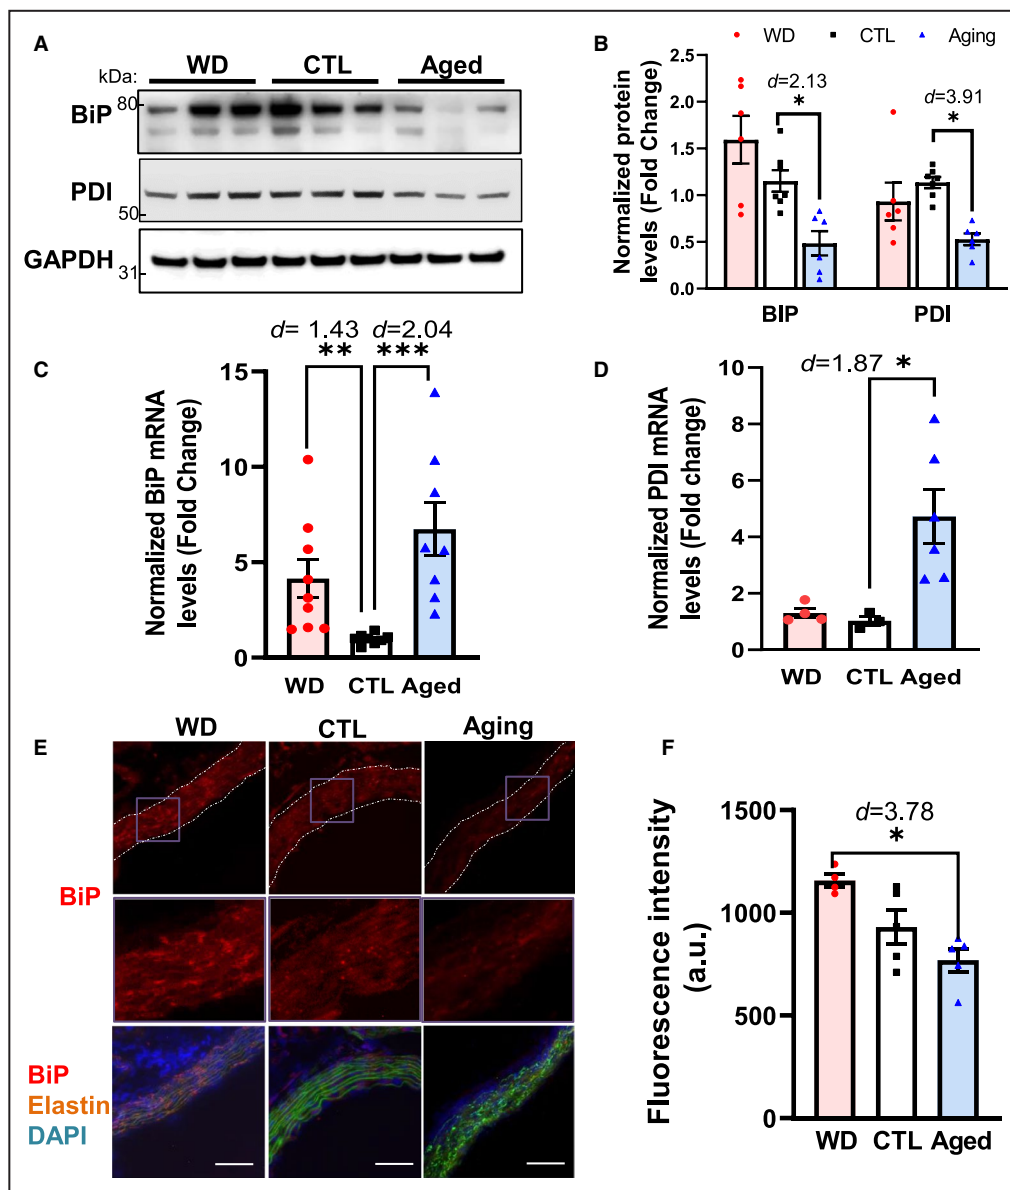 A
WD CTL Aged
kDa:
BiP
80
PDI
50
GAPDH
31
B
WD CTL Aging
Normalized protein
levels (Fold Change)
2.5
2.0
1.5
1.0
0.5
0.0
d=2.13
*
d=3.91
*
BIP PDI
C
d= 1.43 d=2.04
** ***
Normalized BiP mRNA
levels (Fold Change)
15
10
5
0
WD CTL Aged
D
d=1.87 *
Normalized PDI mRNA
levels (Fold change)
10
8
6
4
2
0
WD CTL Aged
E
WD CTL Aging
BiP
BiP
Elastin
DAPI
F
Fluorescence intensity
(a.u.)
1500
1000
500
0
d=3.78
*
WD CTL Aged